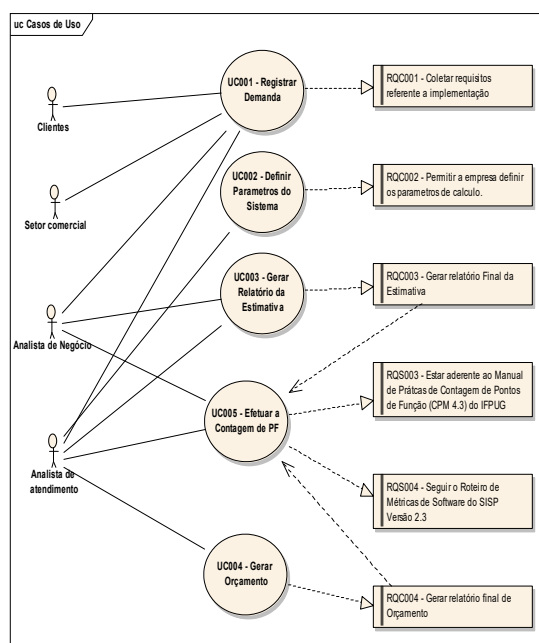 uc Casos de Uso
Clientes
Setor comercial
Analista de Negócio
Analista de
atendimento
UC001 - Registrar
Demanda
UC002 - Definir
Parametros do
Sistema
UC003 - Gerar
Relatório da
Estimativa
UC005 - Efetuar a
Contagem de PF
UC004 - Gerar
Orçamento
RQC001 - Coletar requisitos
referente a implementação
RQC002 - Permitir a empresa definir
os parametros de calculo.
RQC003 - Gerar relatório Final da
Estimativa
RQS003 - Estar aderente ao Manual
de Prátcas de Contagem de Pontos
de Função (CPM 4.3) do IFPUG
RQS004 - Seguir o Roteiro de
Métricas de Software do SISP
Versão 2.3
RQC004 - Gerar relatório final de
Orçamento